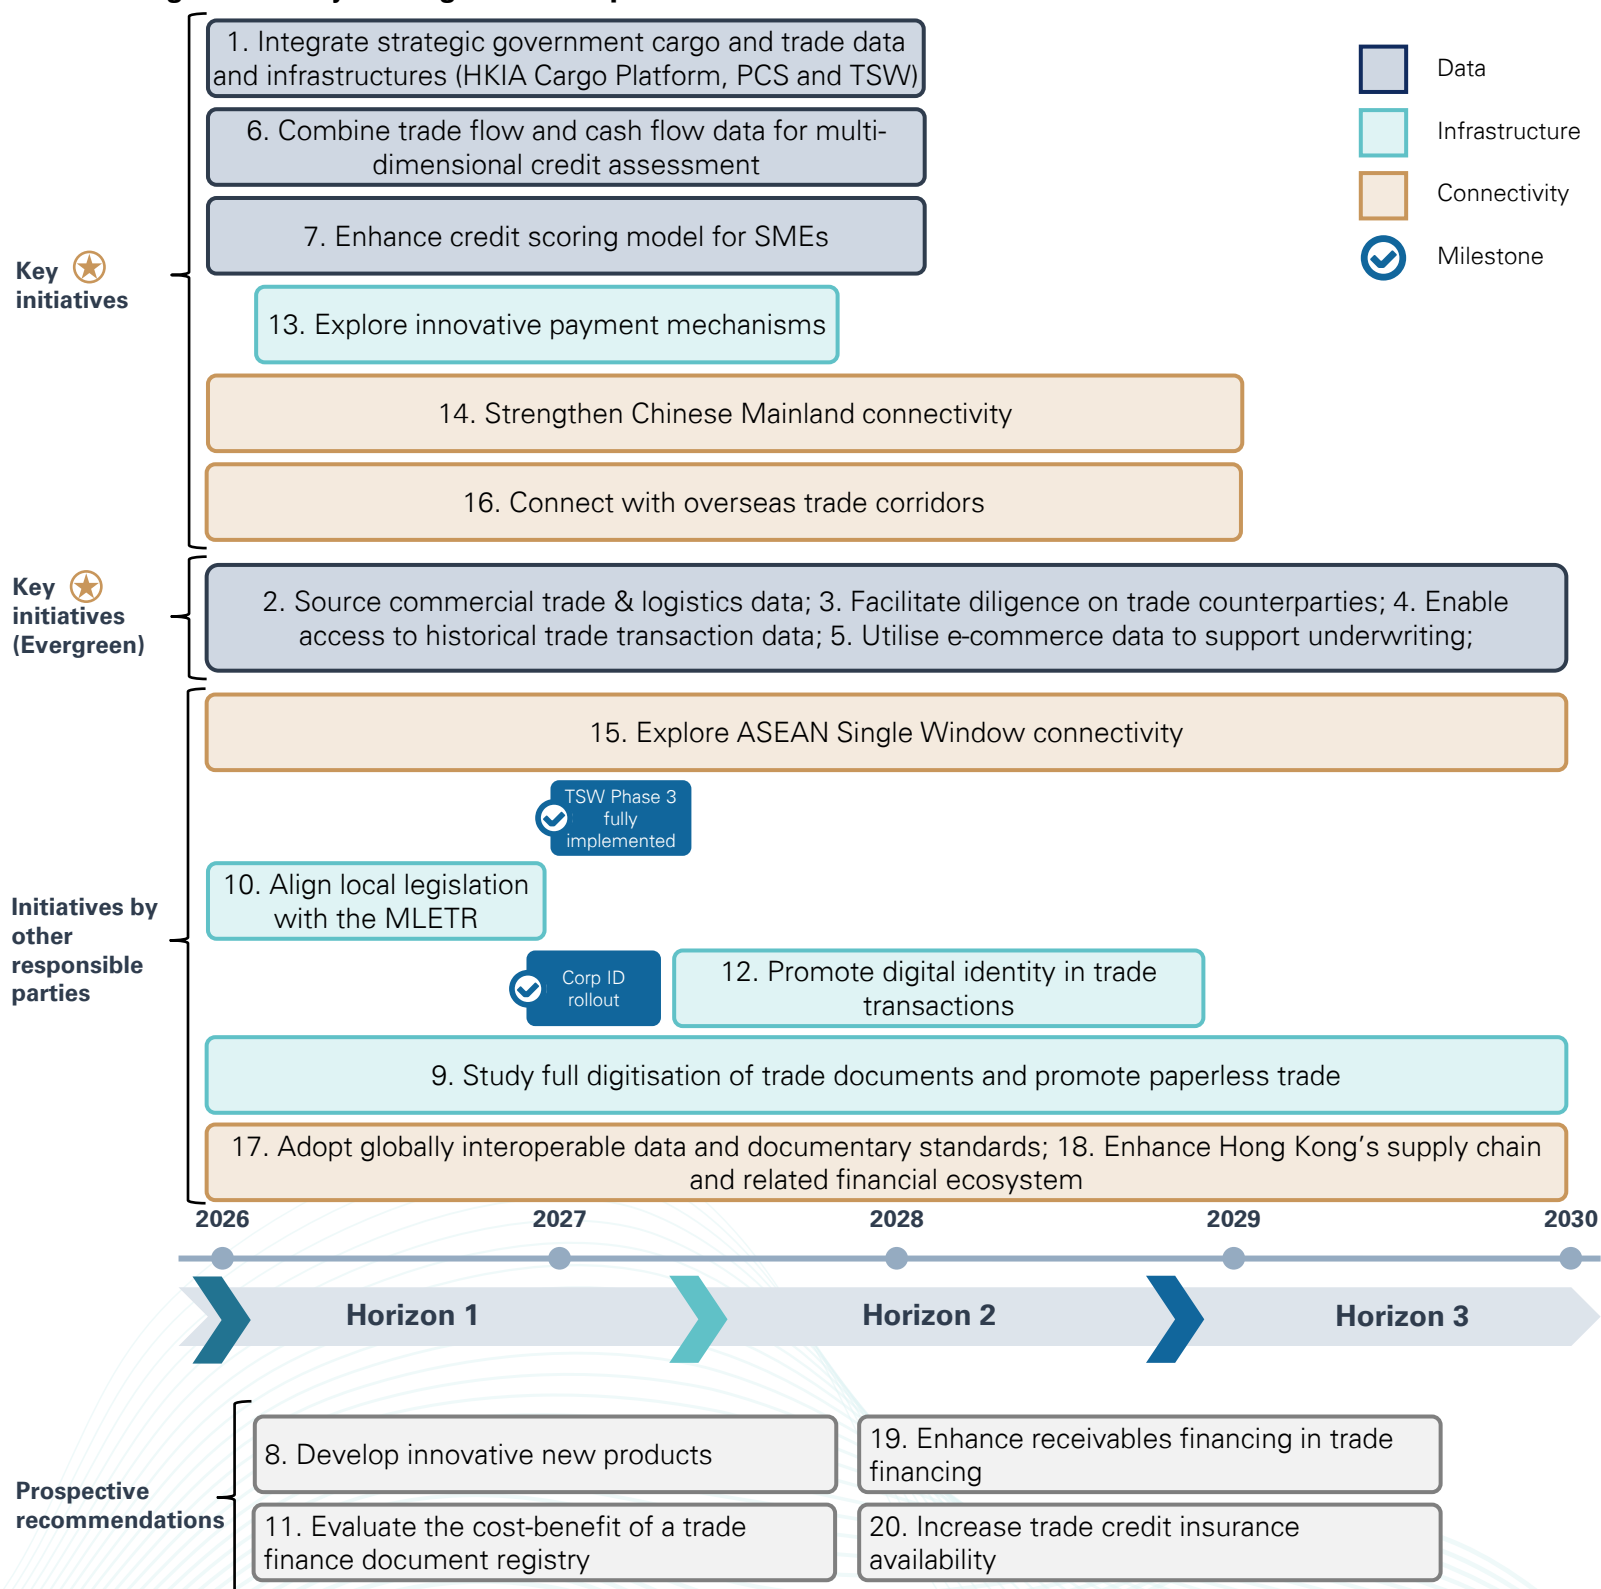 1. Integrate strategic government cargo and trade data
and infrastructures (HKIA Cargo Platform, PCS and TSW)
Data
6. Combine trade flow and cash flow data for multi-
dimensional credit assessment
Infrastructure
7. Enhance credit scoring model for SMEs
Connectivity
Milestone
Key
initiatives
13. Explore innovative payment mechanisms
14. Strengthen Chinese Mainland connectivity
16. Connect with overseas trade corridors
Key
initiatives
(Evergreen)
2. Source commercial trade & logistics data; 3. Facilitate diligence on trade counterparties; 4. Enable
access to historical trade transaction data; 5. Utilise e-commerce data to support underwriting;
15. Explore ASEAN Single Window connectivity
TSW Phase 3
fully
implemented
10. Align local legislation
with the MLETR
Initiatives by
other
responsible
parties
Corp ID
rollout
12. Promote digital identity in trade
transactions
9. Study full digitisation of trade documents and promote paperless trade
17. Adopt globally interoperable data and documentary standards; 18. Enhance Hong Kong's supply chain
and related financial ecosystem
2026 2027 2028 2029 2030
Horizon 1 Horizon 2 Horizon 3
Prospective
recommendations
8. Develop innovative new products
19. Enhance receivables financing in trade
financing
11. Evaluate the cost-benefit of a trade
finance document registry
20. Increase trade credit insurance
availability